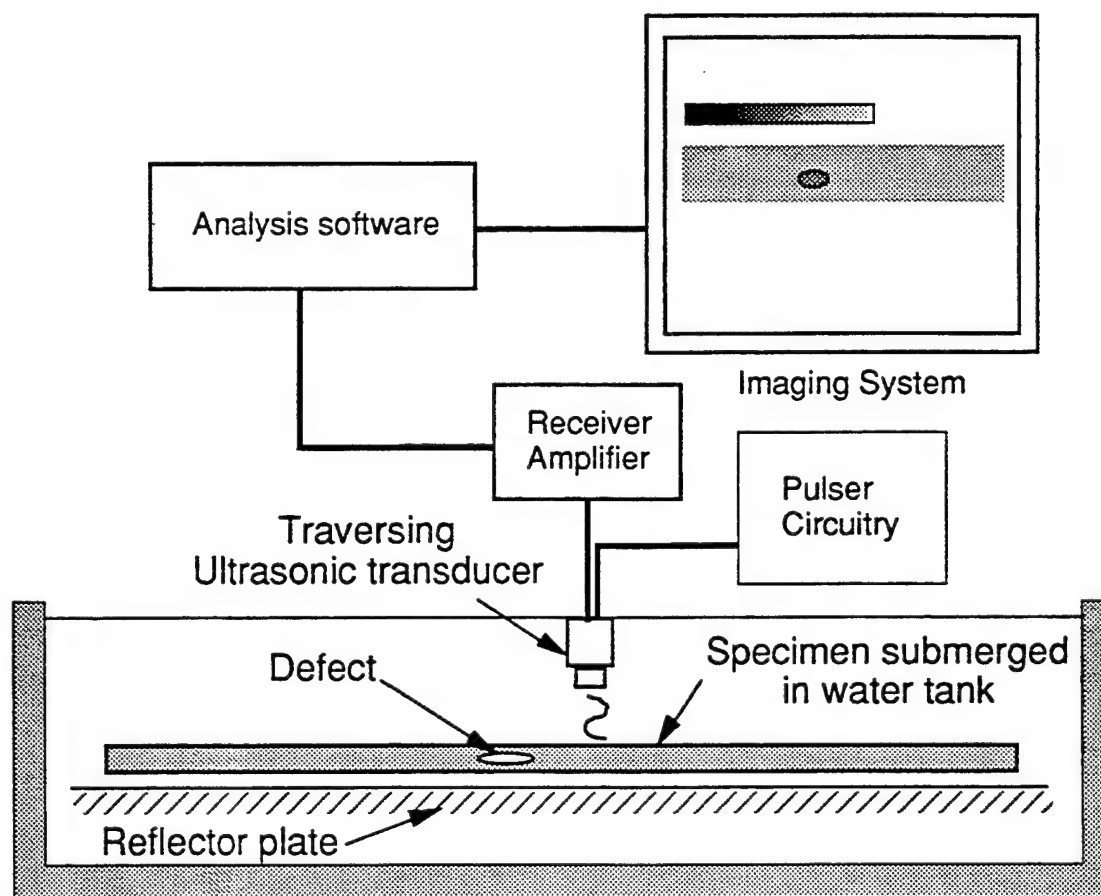 Analysis software
Imaging System
Receiver
Amplifier
Pulser
Circuitry
Traversing
Ultrasonic transducer
Defect
Specimen submerged
in water tank
Reflector plate